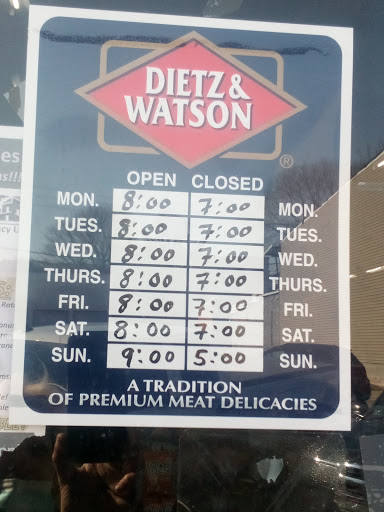 DIETZ &
WATSON
®
OPEN CLOSED
MON. 8:00 7:00 MON.
TUES. 8:00 7:00 TUES.
WED. 8:00 7:00 WED.
THURS. 8:00 7:00 THURS.
FRI. 8:00 7:00 FRI.
SAT. 8:00 7:00 SAT.
SUN. 9:00 5:00 SUN.
A TRADITION
OF PREMIUM MEAT DELICACIES